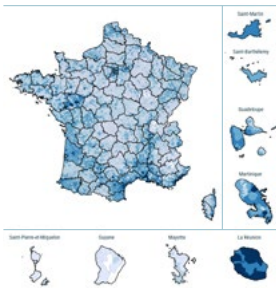 Saint-Martin
Saint-Barthélemy
Guadeloupe
Martinique
Saint-Pierre-et-Miquelon
Guyane
Mayotte
La Réunion